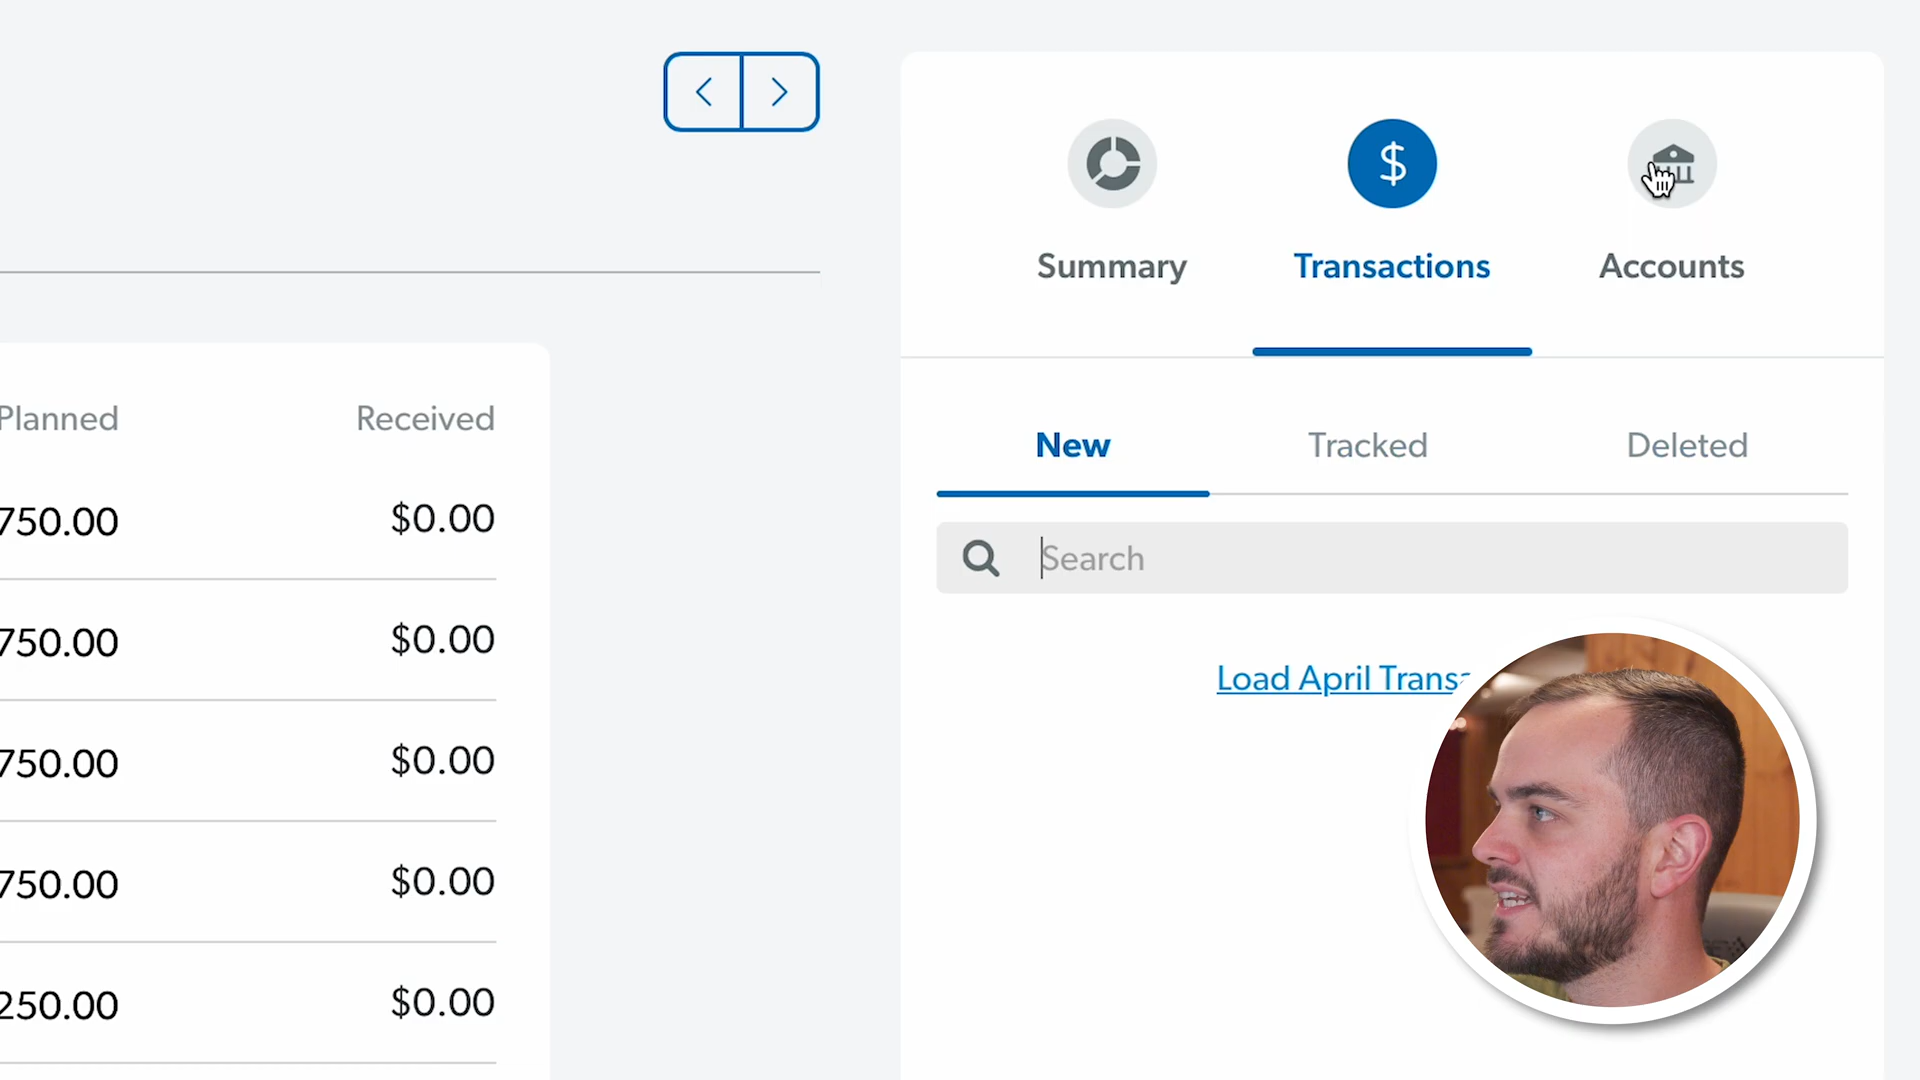 Summary Transactions Accounts
Planned Received
New Tracked Deleted
750.00 $0.00
Search
750.00 $0.00
Load April Transa
750.00 $0.00
750.00 $0.00
250.00 $0.00